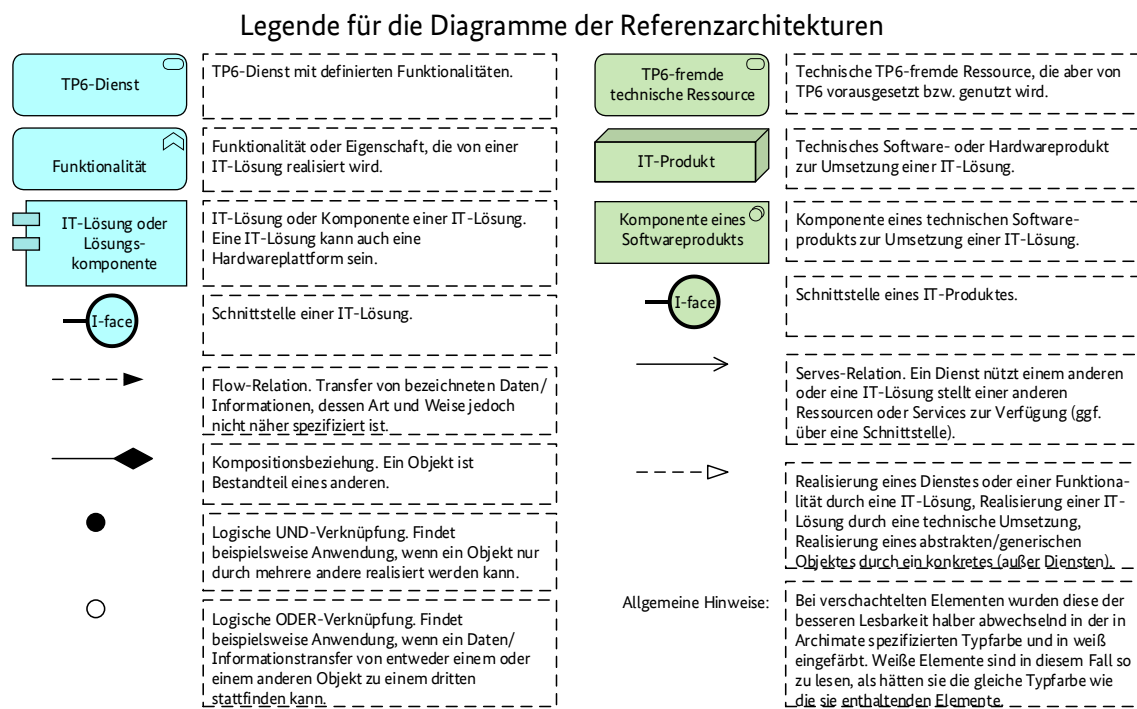 Legende für die Diagramme der Referenzarchitekturen
TP6-Dienst
TP6-Dienst mit definierten Funktionalitäten.
Funktionalität
Funktionalität oder Eigenschaft, die von einer
IT-Lösung realisiert wird.
IT-Lösung oder
Lösungs-
komponente
IT-Lösung oder Komponente einer IT-Lösung.
Eine IT-Lösung kann auch eine
Hardwareplattform sein.
I-face
Schnittstelle einer IT-Lösung.
Flow-Relation. Transfer von bezeichneten Daten/
Informationen, dessen Art und Weise jedoch
nicht näher spezifiziert ist.
Kompositionsbeziehung. Ein Objekt ist
Bestandteil eines anderen.
Logische UND-Verknüpfung. Findet
beispielsweise Anwendung, wenn ein Objekt nur
durch mehrere andere realisiert werden kann.
Logische ODER-Verknüpfung. Findet
beispielsweise Anwendung, wenn ein Daten/
Informationstransfer von entweder einem oder
einem anderen Objekt zu einem dritten
stattfinden kann.
TP6-fremde
technische Ressource
Technische TP6-fremde Ressource, die aber von
TP6 vorausgesetzt bzw. genutzt wird.
IT-Produkt
Technisches Software- oder Hardwareprodukt
zur Umsetzung einer IT-Lösung.
Komponente eines
Softwareprodukts
Komponente eines technischen Software-
produkts zur Umsetzung einer IT-Lösung.
I-face
Schnittstelle eines IT-Produktes.
Serves-Relation. Ein Dienst nützt einem anderen
oder eine IT-Lösung stellt einer anderen
Ressourcen oder Services zur Verfügung (ggf.
über eine Schnittstelle).
Realisierung eines Dienstes oder einer Funktiona-
lität durch eine IT-Lösung, Realisierung einer IT-
Lösung durch eine technische Umsetzung,
Realisierung eines abstrakten/generischen
Objektes durch ein konkretes (außer Diensten).
Allgemeine Hinweise:
Bei verschachtelten Elementen wurden diese der
besseren Lesbarkeit halber abwechselnd in der in
Archimate spezifizierten Typfarbe und in weiß
eingefärbt. Weiße Elemente sind in diesem Fall so
zu lesen, als hätten sie die gleiche Typfarbe wie
die sie enthaltenden Elemente.